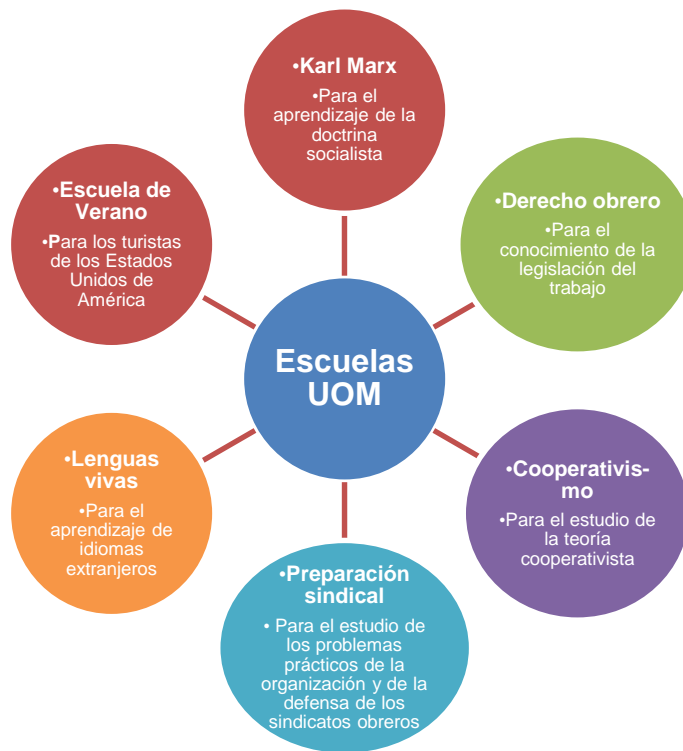 •Karl Marx
•Para el
aprendizaje de la
doctrina
socialista
•Derecho obrero
•Para el
conocimiento de la
legislación del
trabajo
•Cooperativis-
mo
•Para el estudio de
la teoría
cooperativista
•Preparación
sindical
• Para el estudio de
los problemas
prácticos de la
organización y de la
defensa de los
sindicatos obreros
•Lenguas
vivas
•Para el
aprendizaje de
idiomas
extranjeros
•Escuela de
Verano
•Para los turistas
de los Estados
Unidos de
América
Escuelas
UOM